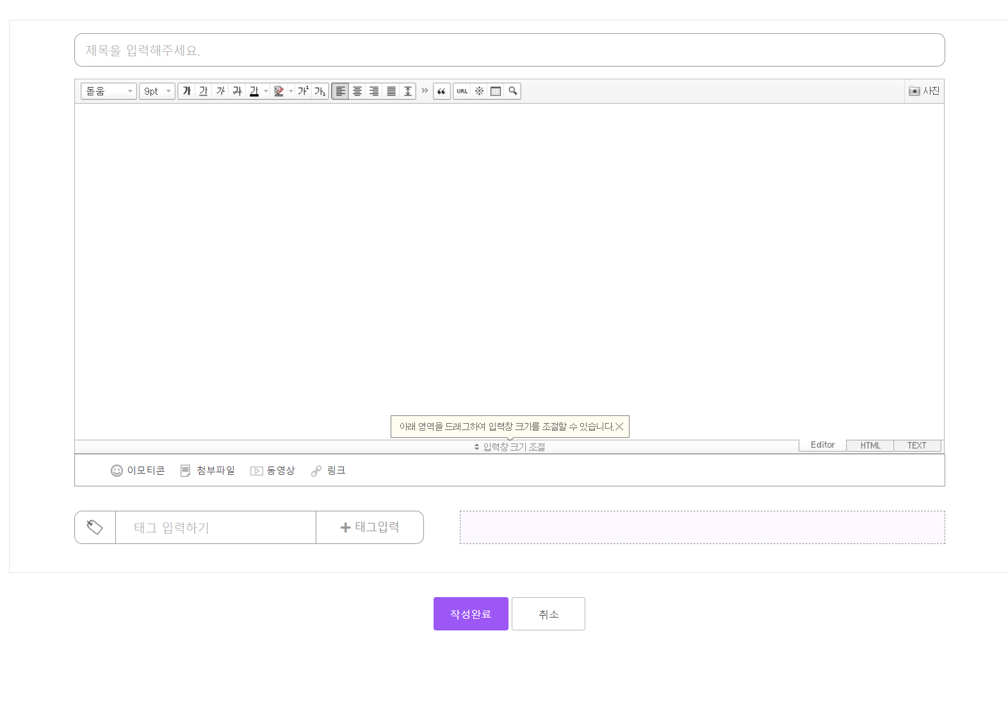 제목을 입력해주세요.
돋움 9pt 가 가 가 가 가 가¹ 가₁ URL 사진
아래 영역을 드래그하여 입력창 크기를 조절할 수 있습니다.
입력창 크기 조절 Editor HTML TEXT
이모티콘 첨부파일 동영상 링크
태그 입력하기 + 태그입력
작성완료 취소